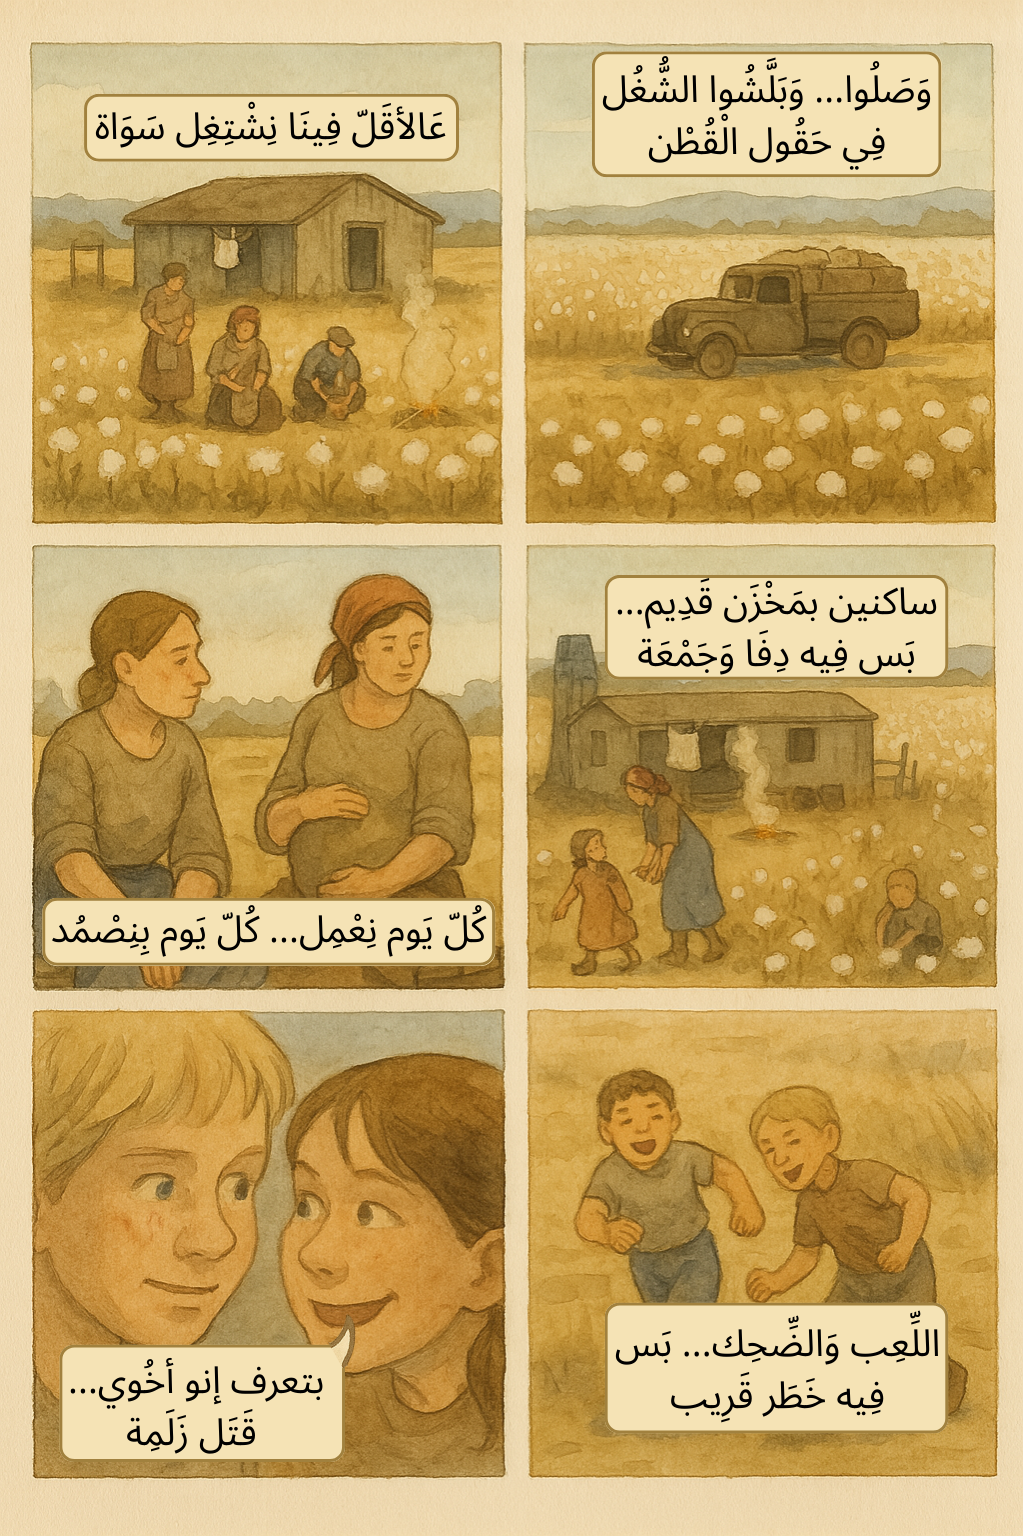 وَصَلُوا... وَبَلَّشُوا الشُّغُل
فِي حَقُول الْقُطْن
عَالأقَلّ فِينَا نِشْتِغِل سَوَاة
ساكنين بمَخْزَن قَدِيم...
بَس فِيه دِفَا وَجَمْعَة
كُلّ يَوم نِعْمِل... كُلّ يَوم بِنِصْمُد
اللِّعِب وَالضِّحِك... بَس
فِيه خَطَر قَرِيب
بتعرف إنو أخُوي...
قَتَل زَلَمِة